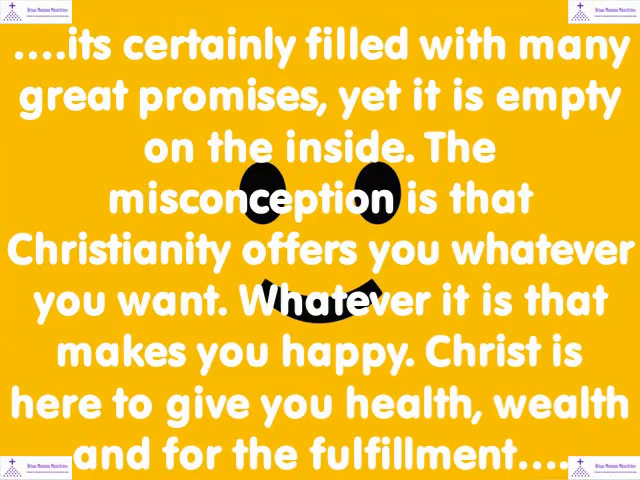 ....its certainly filled with many
great promises, yet it is empty
on the inside. The
misconception is that
Christianity offers you whatever
you want. Whatever it is that
makes you happy. Christ is
here to give you health, wealth
and for the fulfillment....